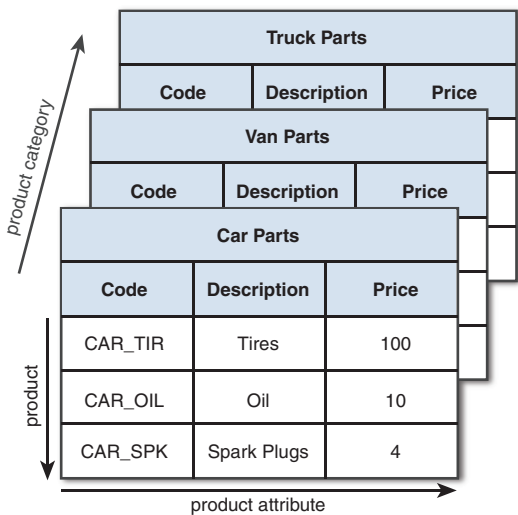 Truck Parts
Code Description Price
Van Parts
Code Description Price
Car Parts
Code Description Price
CAR_TIR Tires 100
CAR_OIL Oil 10
CAR_SPK Spark Plugs 4
product category
product
product attribute